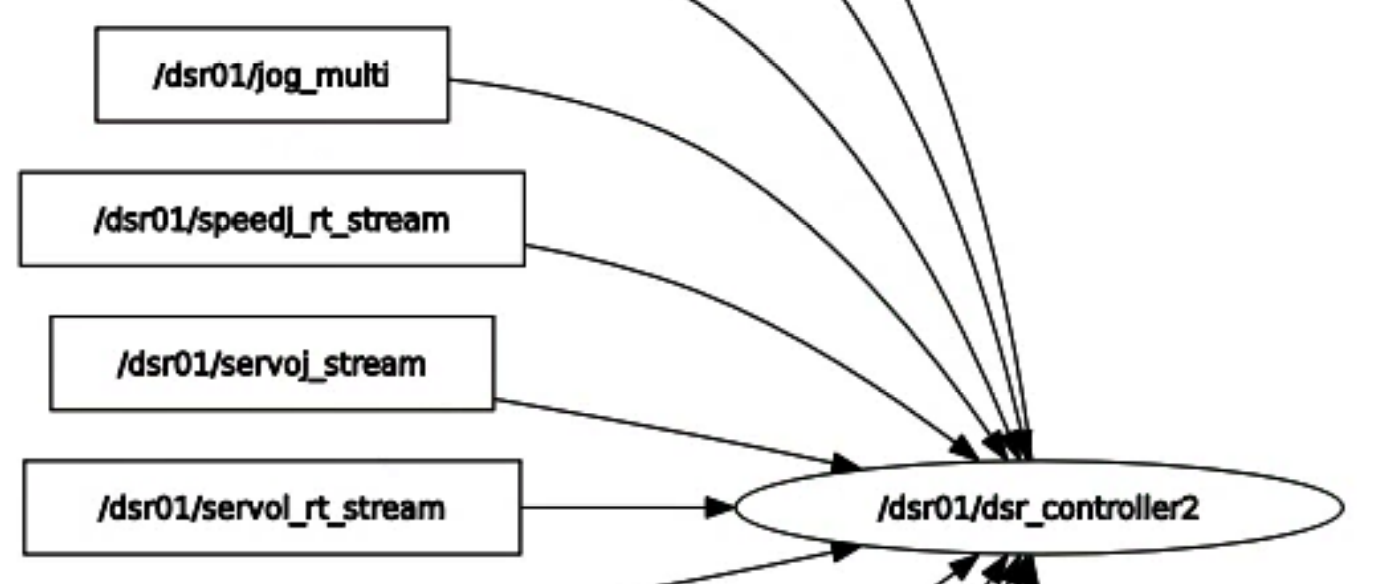 /dsr01/jog_multi
/dsr01/speedj_rt_stream
/dsr01/servoj_stream
/dsr01/servol_rt_stream
/dsr01/dsr_controller2